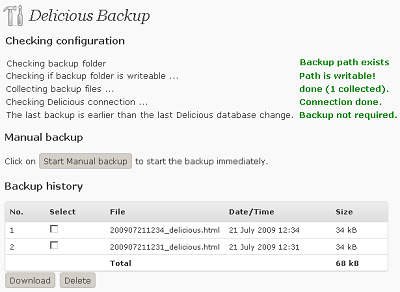 Delicious Backup
Checking configuration
Checking backup folder Backup path exists
Checking if backup folder is writeable ... Path is writable!
Collecting backup files ... done (1 collected).
Checking Delicious connection ... Connection done.
The last backup is earlier than the last Delicious database change. Backup not required.
Manual backup
Click on Start Manual backup to start the backup immediately.
Backup history
No. Select File Date/Time Size
1 200907211234_delicious.html 21 July 2009 12:34 34 kB
2 200907211231_delicious.html 21 July 2009 12:31 34 kB
Total 68 kB
Download Delete